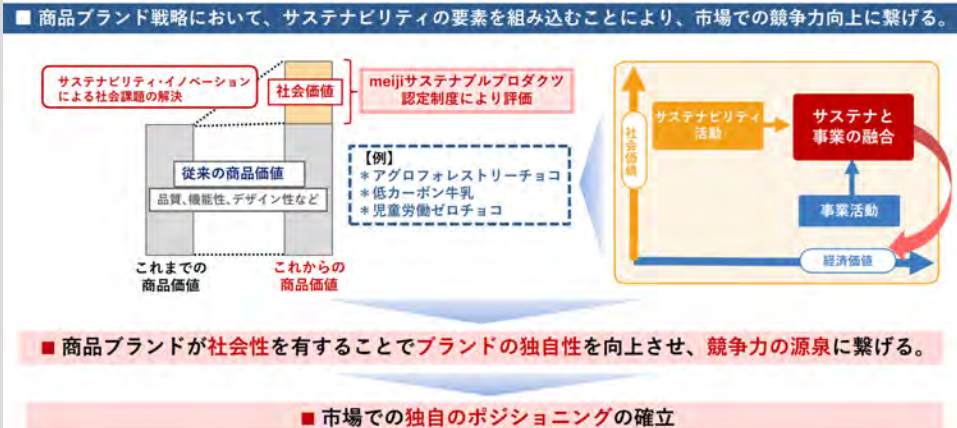 ■ 商品ブランド戦略において、サステナビリティの要素を組み込むことにより、市場での競争力向上に繋げる。
サステナビリティ・イノベーション
による社会課題の解決
社会価値
meijiサステナブルプロダクツ
認定制度により評価
従来の商品価値
品質、機能性、デザイン性など
【例】
＊アグロフォレストリーチョコ
＊低カーボン牛乳
＊児童労働ゼロチョコ
これまでの
商品価値
これからの
商品価値
社会価値
サステナビリティ
活動
サステナと
事業の融合
事業活動
経済価値
■ 商品ブランドが社会性を有することでブランドの独自性を向上させ、競争力の源泉に繋げる。
■ 市場での独自のポジショニングの確立